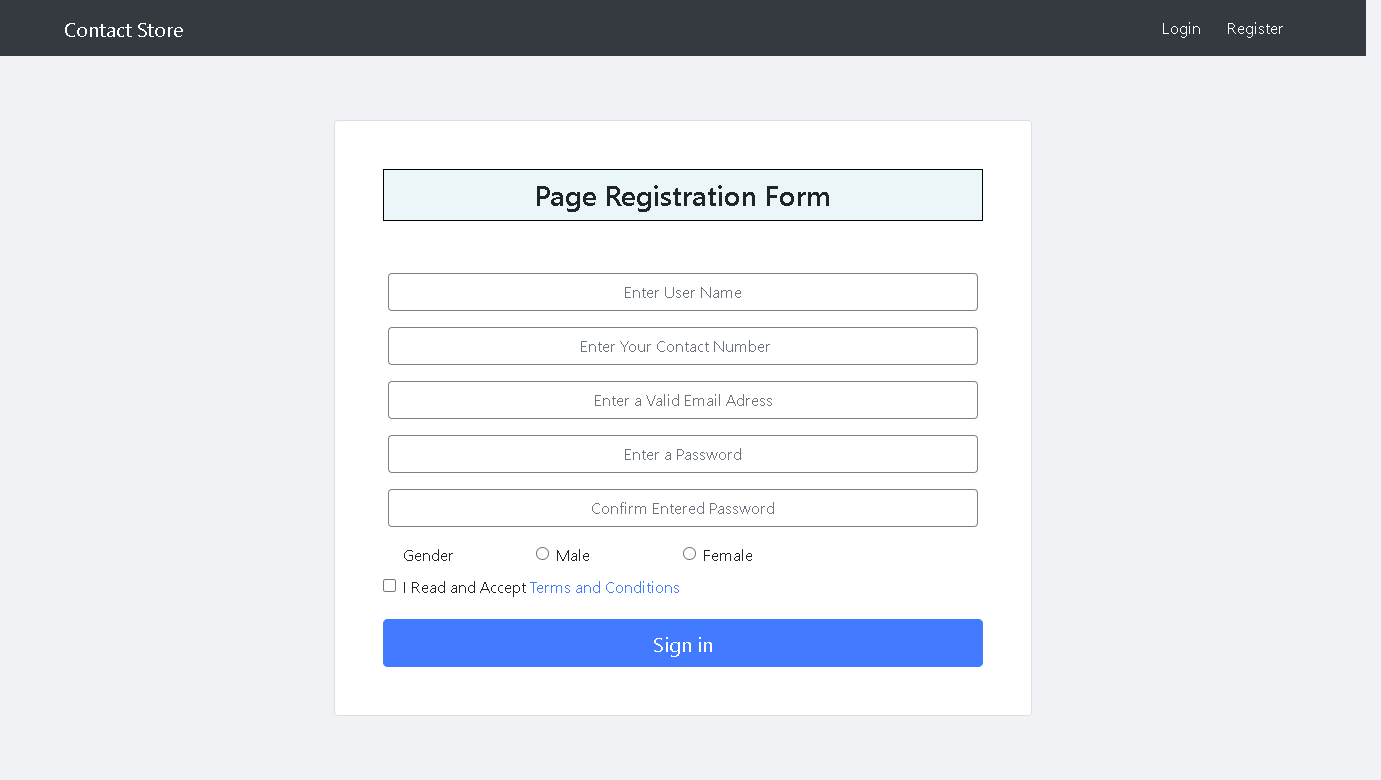 Contact Store Login Register
Page Registration Form
Enter User Name
Enter Your Contact Number
Enter a Valid Email Adress
Enter a Password
Confirm Entered Password
Gender Male Female
I Read and Accept Terms and Conditions
Sign in